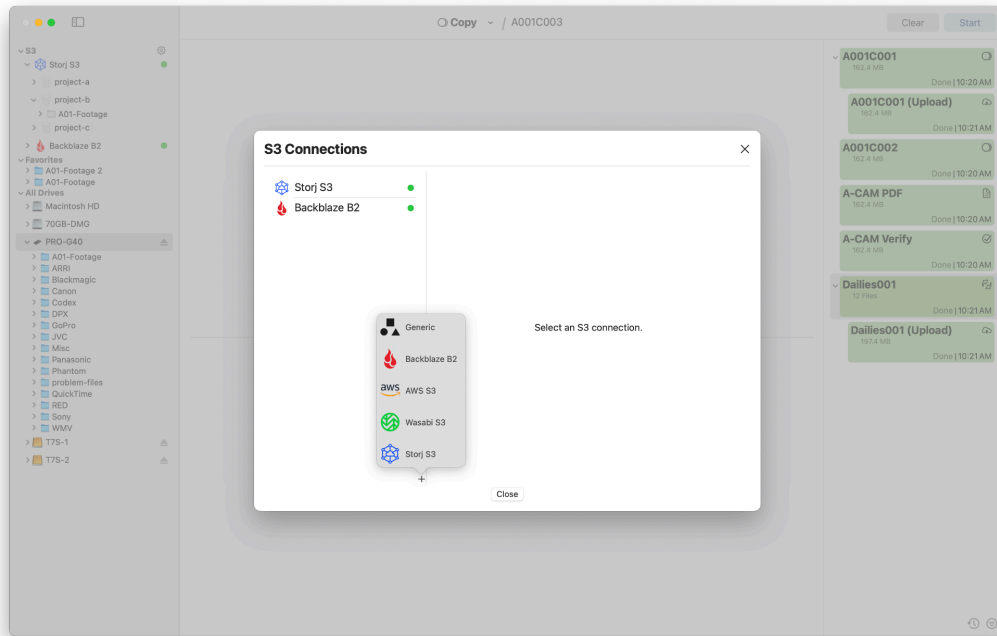 Copy / A001C003
Clear
Start
S3
Storj S3
project-a
project-b
A01-Footage
project-c
Backblaze B2
Favorites
A01-Footage 2
A01-Footage
All Drives
Macintosh HD
70GB-DMG
PRO-G40
A01-Footage
ARRI
Blackmagic
Canon
Codex
DPX
GoPro
JVC
Misc
Panasonic
Phantom
problem-files
QuickTime
RED
Sony
WMV
T7S-1
T7S-2
S3 Connections
Storj S3
Backblaze B2
Generic
Backblaze B2
aws AWS S3
Wasabi S3
Storj S3
+
Select an S3 connection.
Close
A001C001
162.4 MB
Done | 10:20 AM
A001C001 (Upload)
162.4 MB
Done | 10:21 AM
A001C002
162.4 MB
Done | 10:20 AM
A-CAM PDF
162.4 MB
Done | 10:20 AM
A-CAM Verify
162.4 MB
Done | 10:20 AM
Dailies001
12 Files
Done | 10:21 AM
Dailies001 (Upload)
197.4 MB
Done | 10:21 AM